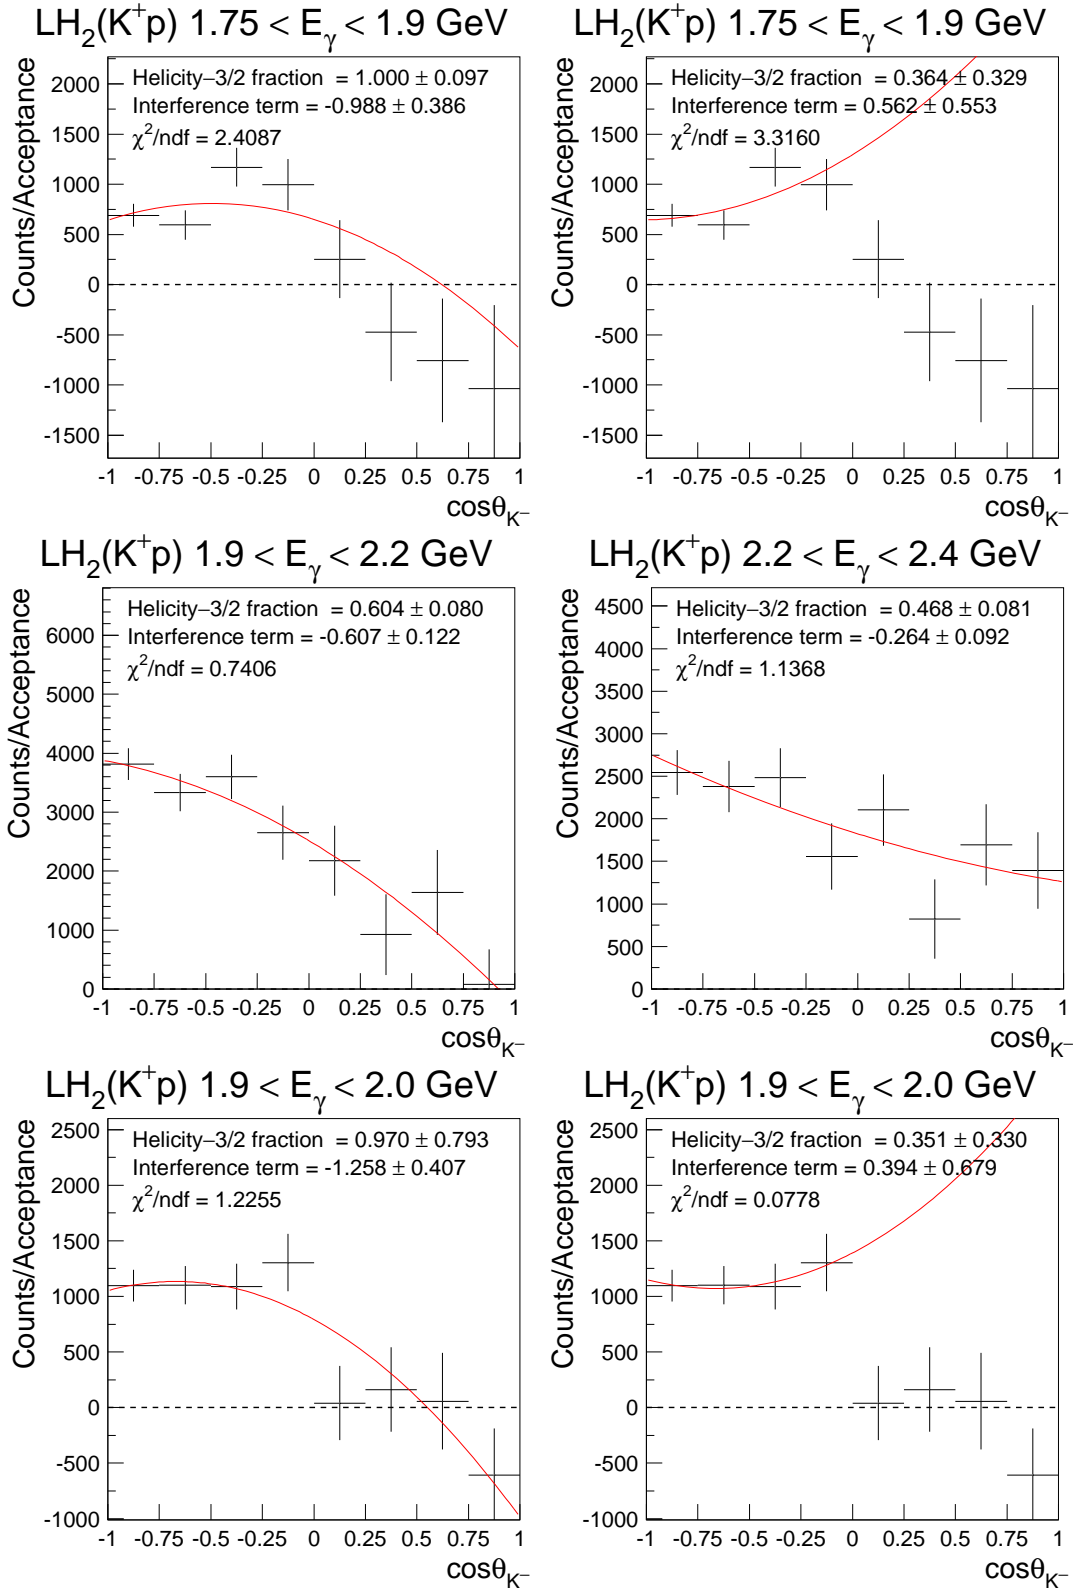 LH2(K+p) 1.75 < Eγ < 1.9 GeV
Counts/Acceptance
Helicity–3/2 fraction = 1.000 ± 0.097
Interference term = -0.988 ± 0.386
χ2/ndf = 2.4087
2000
1500
1000
500
0
-500
-1000
-1500
-1 -0.75 -0.5 -0.25 0 0.25 0.5 0.75 1
cosθK−
LH2(K+p) 1.75 < Eγ < 1.9 GeV
Counts/Acceptance
Helicity–3/2 fraction = 0.364 ± 0.329
Interference term = 0.562 ± 0.553
χ2/ndf = 3.3160
2000
1500
1000
500
0
-500
-1000
-1500
-1 -0.75 -0.5 -0.25 0 0.25 0.5 0.75 1
cosθK−
LH2(K+p) 1.9 < Eγ < 2.2 GeV
Counts/Acceptance
Helicity–3/2 fraction = 0.604 ± 0.080
Interference term = -0.607 ± 0.122
χ2/ndf = 0.7406
6000
5000
4000
3000
2000
1000
0
-1 -0.75 -0.5 -0.25 0 0.25 0.5 0.75 1
cosθK−
LH2(K+p) 2.2 < Eγ < 2.4 GeV
Counts/Acceptance
Helicity–3/2 fraction = 0.468 ± 0.081
Interference term = -0.264 ± 0.092
χ2/ndf = 1.1368
4500
4000
3500
3000
2500
2000
1500
1000
500
0
-1 -0.75 -0.5 -0.25 0 0.25 0.5 0.75 1
cosθK−
LH2(K+p) 1.9 < Eγ < 2.0 GeV
Counts/Acceptance
Helicity–3/2 fraction = 0.970 ± 0.793
Interference term = -1.258 ± 0.407
χ2/ndf = 1.2255
2500
2000
1500
1000
500
0
-500
-1000
-1 -0.75 -0.5 -0.25 0 0.25 0.5 0.75 1
cosθK−
LH2(K+p) 1.9 < Eγ < 2.0 GeV
Counts/Acceptance
Helicity–3/2 fraction = 0.351 ± 0.330
Interference term = 0.394 ± 0.679
χ2/ndf = 0.0778
2500
2000
1500
1000
500
0
-500
-1000
-1 -0.75 -0.5 -0.25 0 0.25 0.5 0.75 1
cosθK−